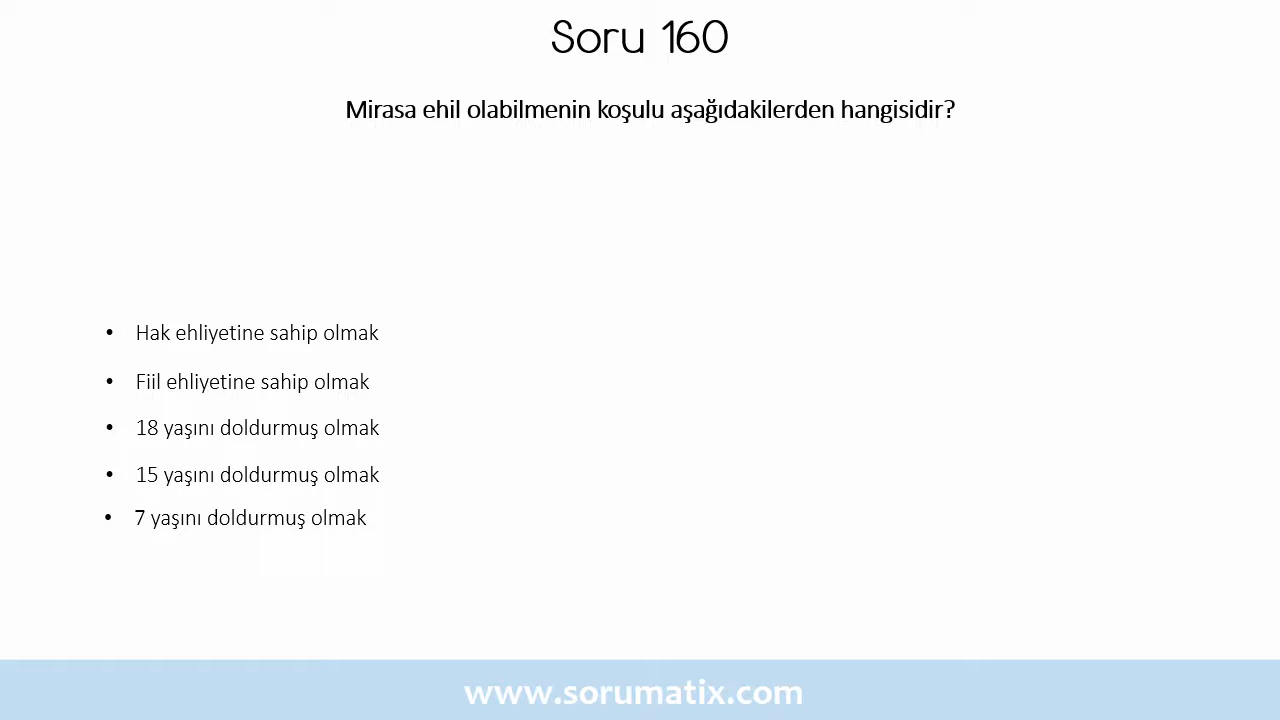 Soru 160
Mirasa ehil olabilmenin koşulu aşağıdakilerden hangisidir?
• Hak ehliyetine sahip olmak
• Fiil ehliyetine sahip olmak
• 18 yaşını doldurmuş olmak
• 15 yaşını doldurmuş olmak
• 7 yaşını doldurmuş olmak
www.sorumatix.com